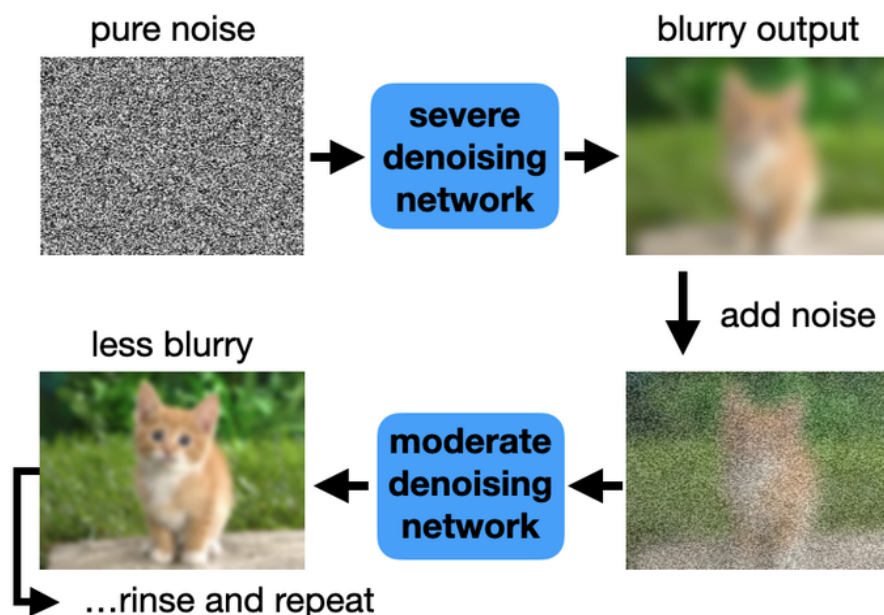 pure noise
severe
denoising
network
blurry output
add noise
moderate
denoising
network
less blurry
...rinse and repeat